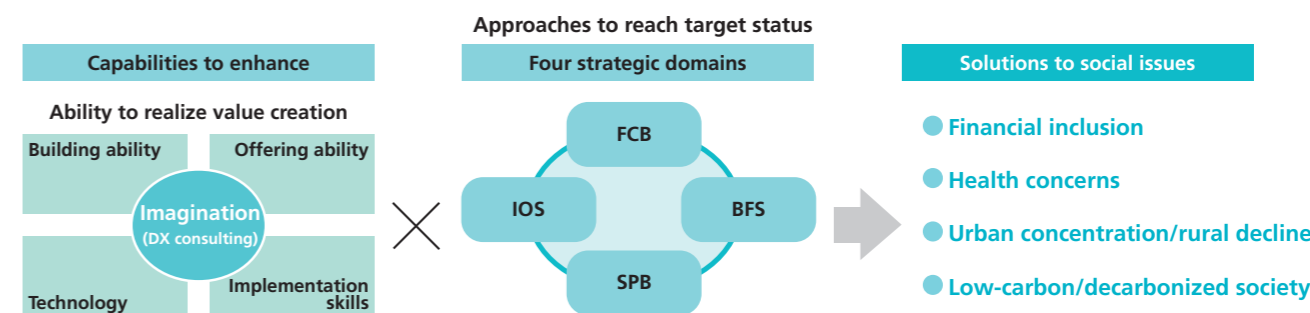 Approaches to reach target status
Capabilities to enhance
Four strategic domains
Solutions to social issues
Ability to realize value creation
Building ability
Offering ability
Imagination
(DX consulting)
Technology
Implementation
skills
FCB
IOS
BFS
SPB
Financial inclusion
Health concerns
Urban concentration/rural decline
Low-carbon/decarbonized society